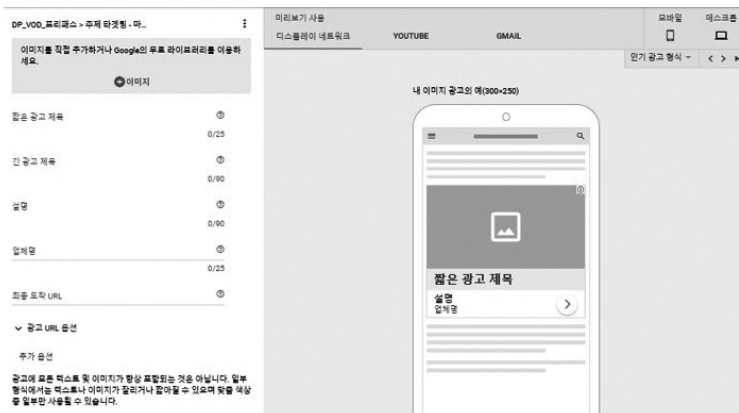 DP_VOD_프리패스 > 주제 타겟팅 - 마...
이미지를 직접 추가하거나 Google의 무료 라이브러리를 이용하
세요.
이미지
짧은 광고 제목
0/25
긴 광고 제목
0/90
설명
0/90
업체명
0/25
최종 도착 URL
광고 URL 옵션
추가 옵션
광고에 모든 텍스트 및 이미지가 항상 포함되는 것은 아닙니다. 일부
형식에서는 텍스트나 이미지가 잘리거나 짧아질 수 있으며 맞춤 색상
중 일부만 사용될 수 있습니다.
미리보기 사용
디스플레이 네트워크 YOUTUBE GMAIL
모바일 데스크톱
인기 광고 형식
내 이미지 광고의 예(300×250)
짧은 광고 제목
설명
업체명